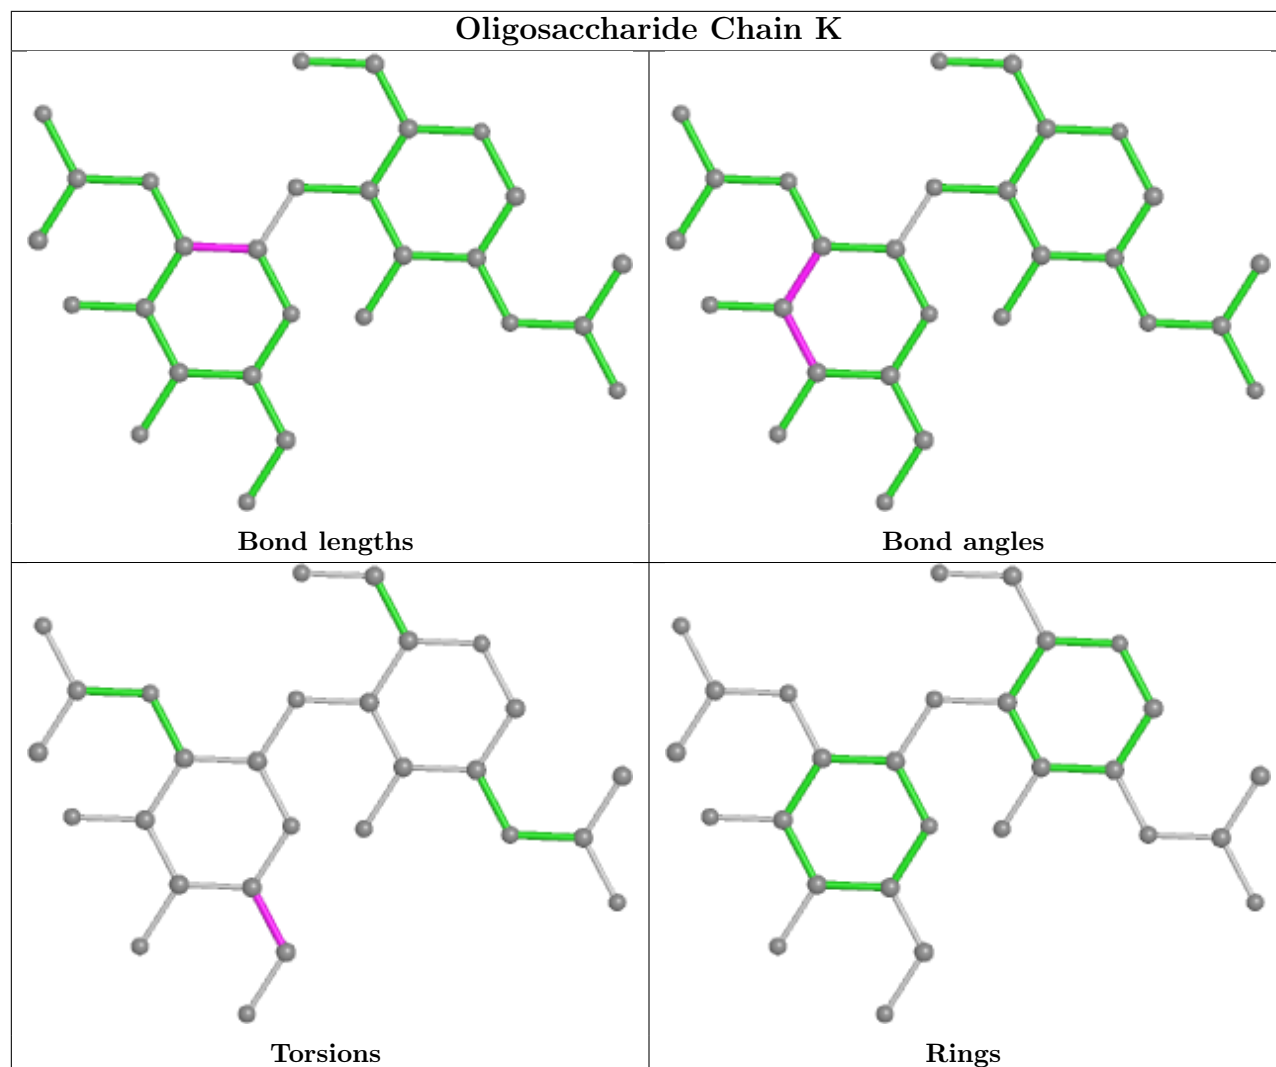 Oligosaccharide Chain K
Bond lengths
Bond angles
Torsions
Rings